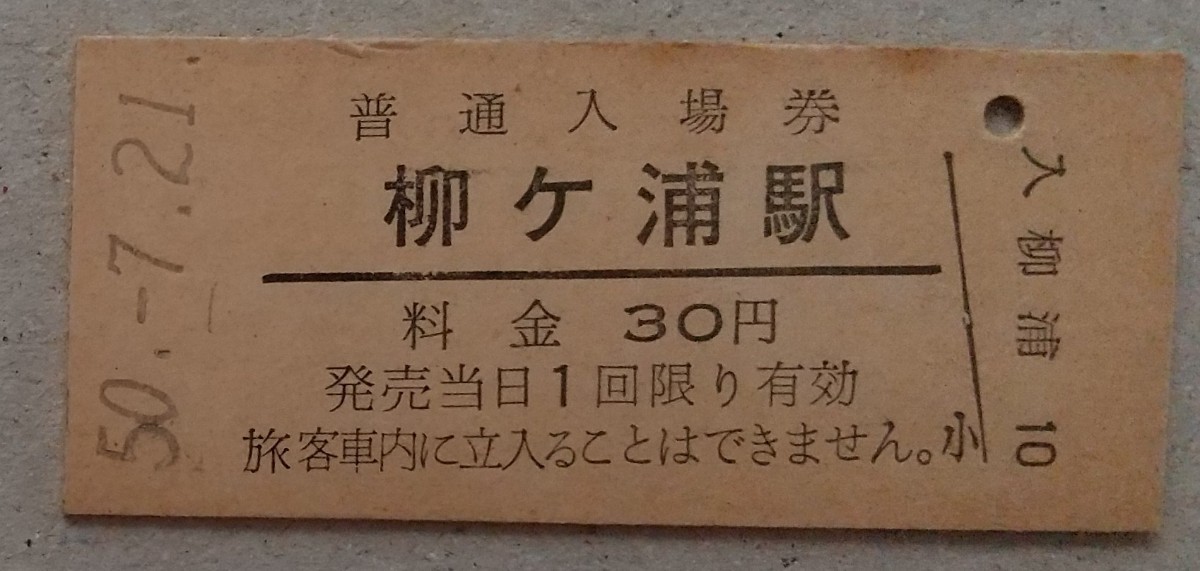 50.-7.21.
普通入場券
柳ケ浦駅
料金 30円
発売当日1回限り有効
旅客車内に立入ることはできません。
小
入 柳 浦 10